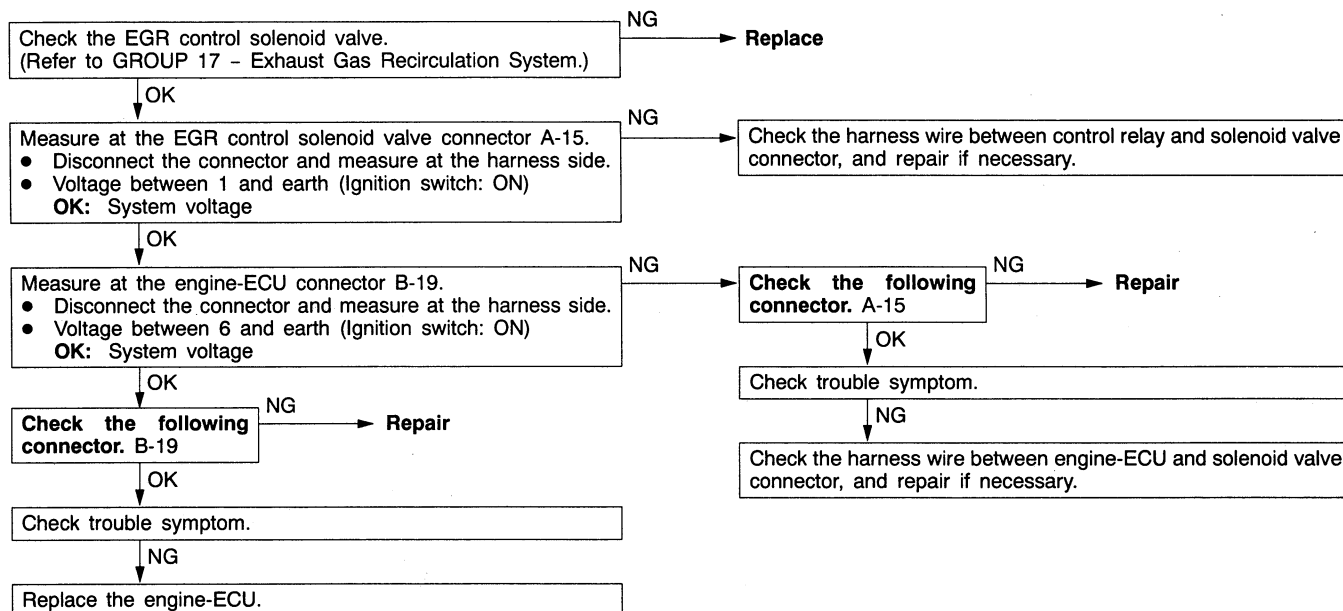 Check the EGR control solenoid valve.
(Refer to GROUP 17 – Exhaust Gas Recirculation System.)
NG
Replace
OK
Measure at the EGR control solenoid valve connector A-15.
● Disconnect the connector and measure at the harness side.
● Voltage between 1 and earth (Ignition switch: ON)
OK: System voltage
NG
Check the harness wire between control relay and solenoid valve
connector, and repair if necessary.
OK
Measure at the engine-ECU connector B-19.
● Disconnect the connector and measure at the harness side.
● Voltage between 6 and earth (Ignition switch: ON)
OK: System voltage
NG
Check the following
connector. A-15
NG
Repair
OK
Check trouble symptom.
NG
Check the harness wire between engine-ECU and solenoid valve
connector, and repair if necessary.
OK
Check the following
connector. B-19
NG
Repair
OK
Check trouble symptom.
NG
Replace the engine-ECU.